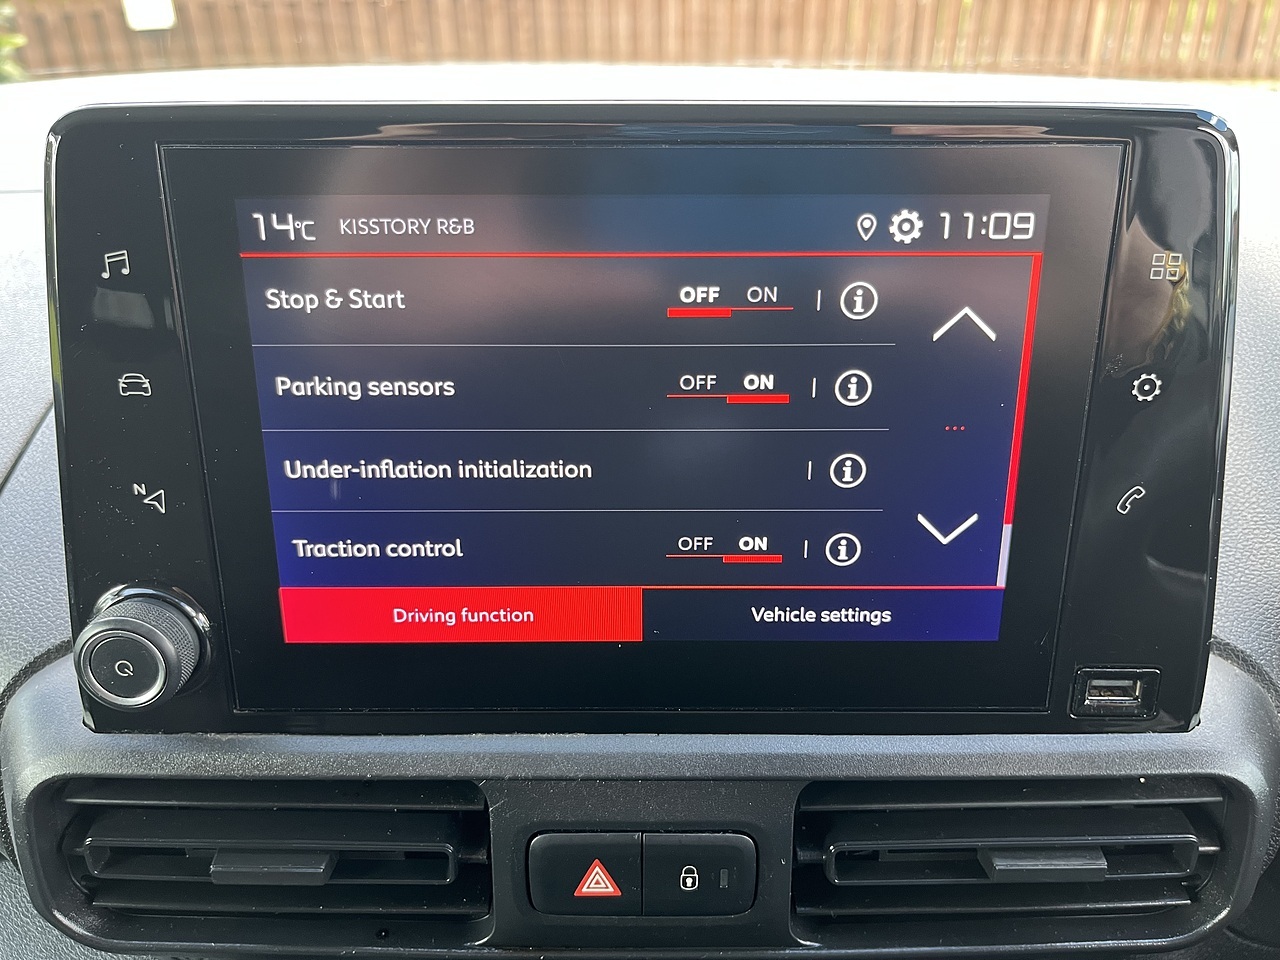 14°C KISSTORY R&B 11:09
Stop & Start OFF ON
Parking sensors OFF ON
Under-inflation initialization
Traction control OFF ON
Driving function Vehicle settings
N